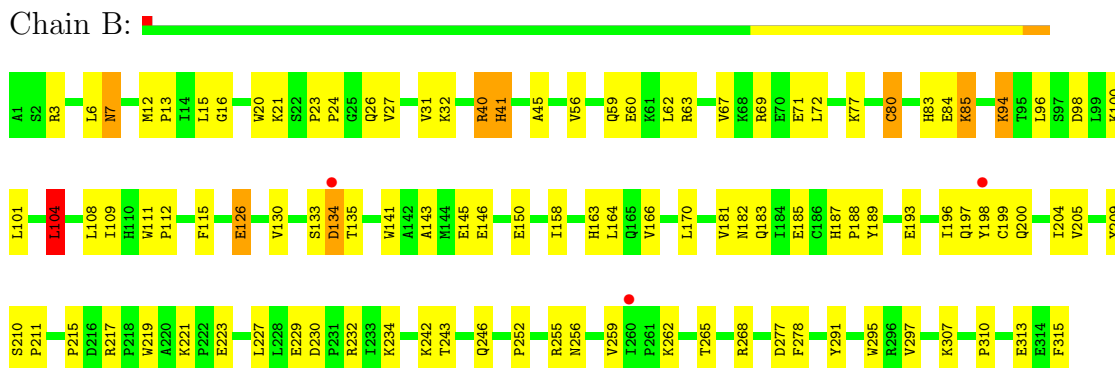 Chain B:
A1 S2 R3 L6 N7 M12 P13 I14 L15 G16 W20 K21 S22 P23 P24 G25 Q26 V27 V31 K32 R40 H41 A45 V56 Q59 E60 K61 L62 R63 V67 K68 R69 E70 E71 L72 K77 C80 H83 E84 K85 K94 T95 L96 S97 D98 L99 K100
L101 L104 L108 I109 H110 W111 P112 F115 E126 V130 S133 D134 T135 W141 A142 A143 M144 E145 E146 E150 I158 H163 L164 Q165 V166 L170 V181 N182 Q183 I184 E185 C186 H187 P188 Y189 E193 I196 Q197 Y198 C199 Q200 I204 V205
S210 P211 P215 D216 R217 P218 W219 A220 K221 P222 E223 L227 L228 E229 D230 P231 R232 I233 K234 K242 T243 Q246 P252 R255 N256 V259 I260 P261 K262 T265 R268 D277 F278 Y291 W295 R296 V297 K307 P310 E313 E314 F315